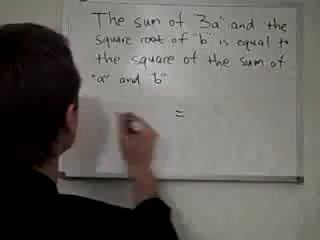 The sum of 3a" and the
square root of "b" is equal to
the square of the sum of
"a" and b"
=